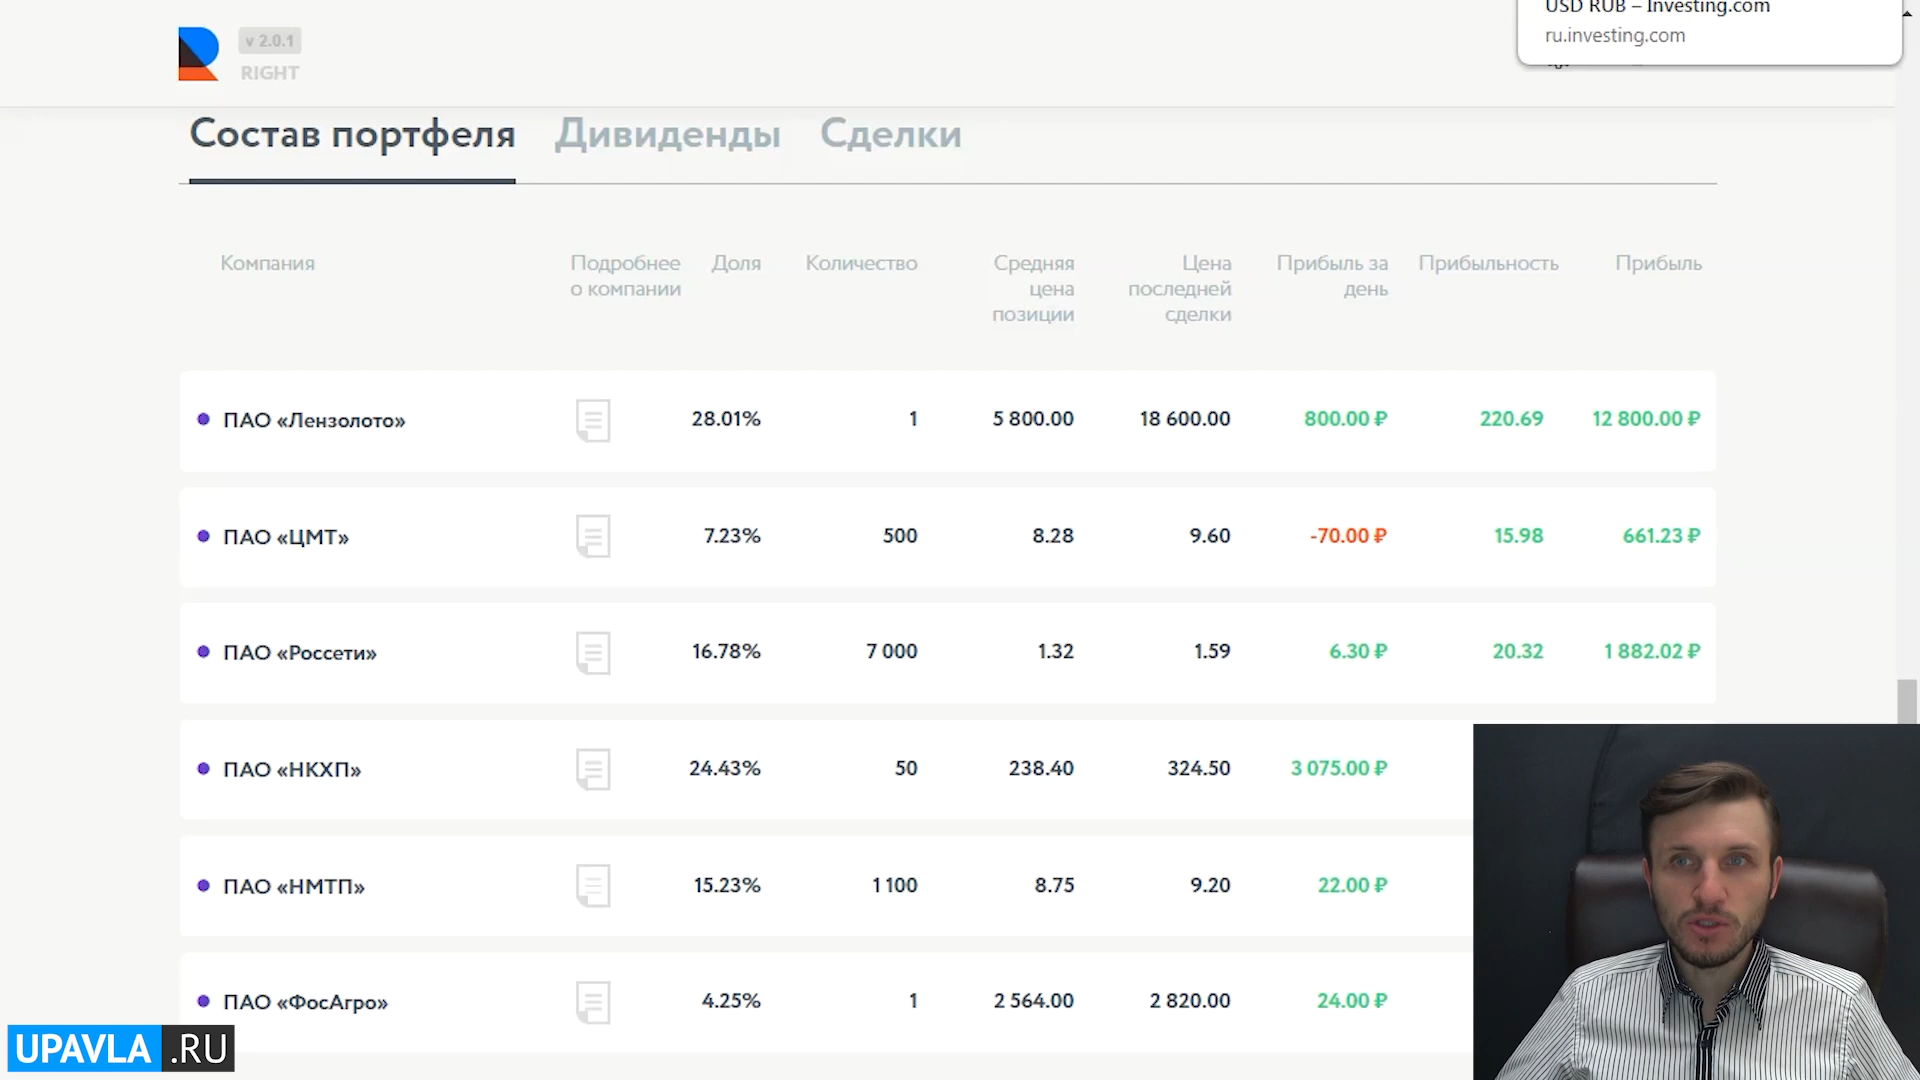 USD RUB – Investing.com
ru.investing.com
v 2.0.1
RIGHT
Состав портфеля Дивиденды Сделки
Компания Подробнее о компании Доля Количество Средняя цена позиции Цена последней сделки Прибыль за день Прибыльность Прибыль
ПАО «Лензолото» 28.01% 1 5 800.00 18 600.00 800.00 ₽ 220.69 12 800.00 ₽
ПАО «ЦМТ» 7.23% 500 8.28 9.60 -70.00 ₽ 15.98 661.23 ₽
ПАО «Россети» 16.78% 7 000 1.32 1.59 6.30 ₽ 20.32 1 882.02 ₽
ПАО «НКХП» 24.43% 50 238.40 324.50 3 075.00 ₽
ПАО «НМТП» 15.23% 1 100 8.75 9.20 22.00 ₽
ПАО «ФосАгро» 4.25% 1 2 564.00 2 820.00 24.00 ₽
UPAVLA.RU